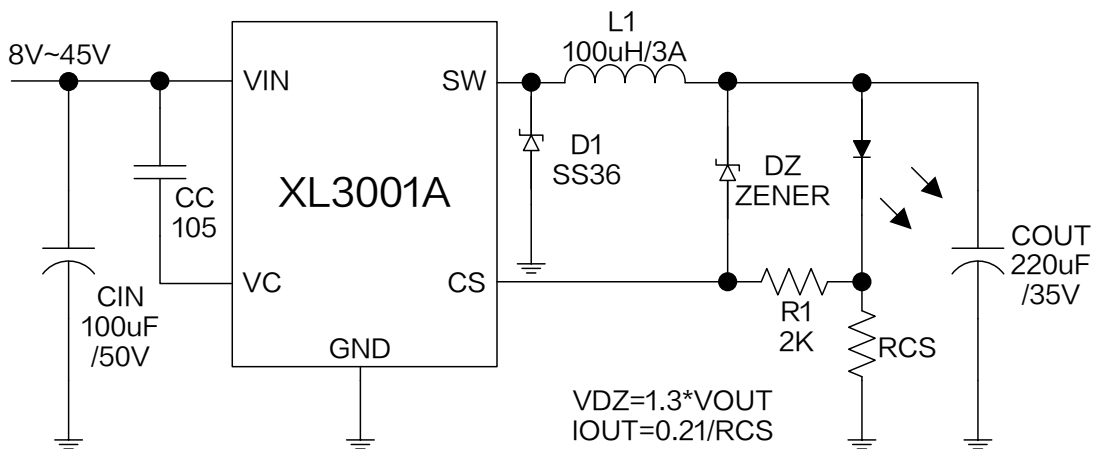 8V~45V
VIN
SW
L1
100uH/3A
D1
SS36
DZ
ZENER
CC
105
XL3001A
VC
CS
CIN
100uF
/50V
GND
R1
2K
RCS
COUT
220uF
/35V
VDZ=1.3*VOUT
IOUT=0.21/RCS